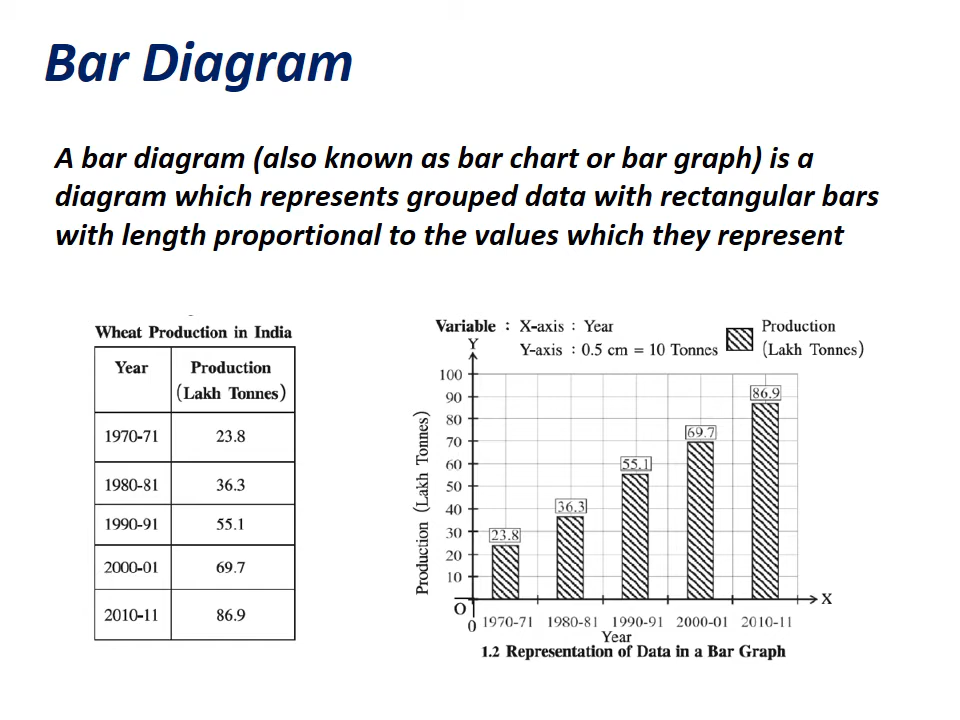 Bar Diagram
A bar diagram (also known as bar chart or bar graph) is a
diagram which represents grouped data with rectangular bars
with length proportional to the values which they represent
Wheat Production in India
Year Production
(Lakh Tonnes)
1970-71 23.8
1980-81 36.3
1990-91 55.1
2000-01 69.7
2010-11 86.9
Variable : X-axis : Year
Y-axis : 0.5 cm = 10 Tonnes
Production
(Lakh Tonnes)
Y
100
90
80
70
60
50
40
30
20
10
O
0
Production (Lakh Tonnes)
23.8
36.3
55.1
69.7
86.9
X
1970-71 1980-81 1990-91 2000-01 2010-11
Year
1.2 Representation of Data in a Bar Graph